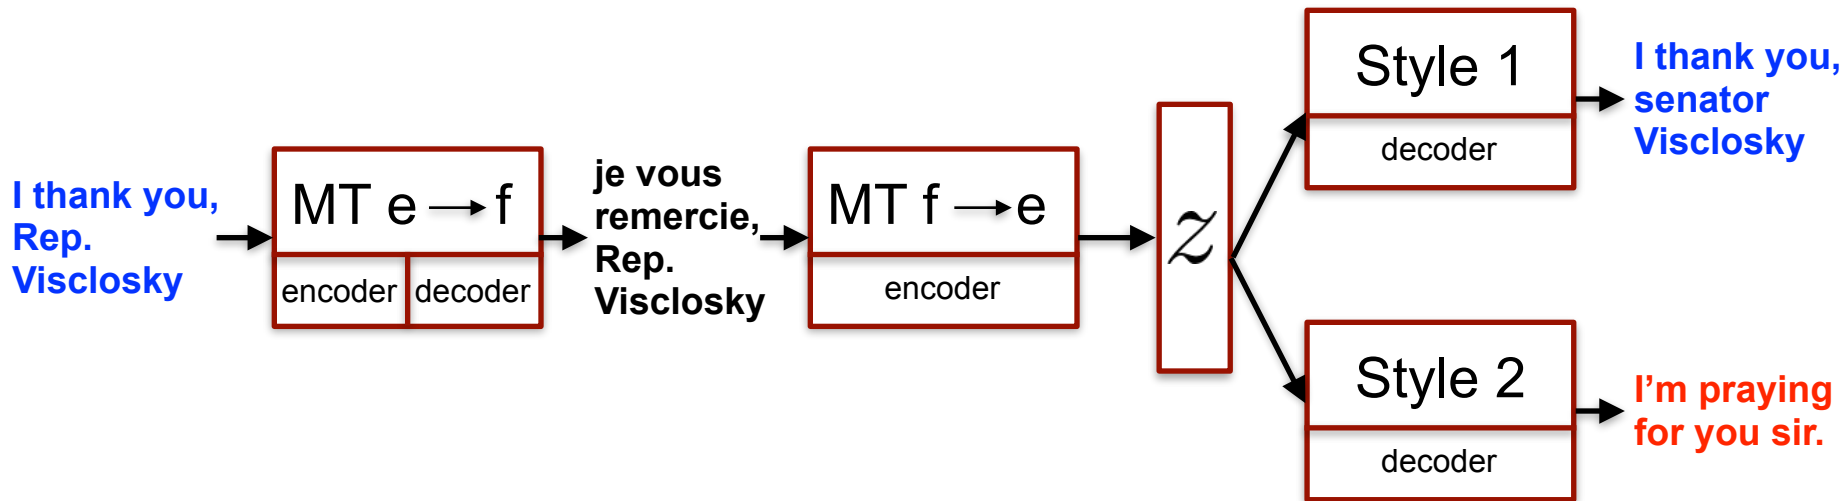 I thank you,
Rep.
Visclosky
MT e → f
encoder
decoder
je vous
remercie,
Rep.
Visclosky
MT f → e
encoder
z
Style 1
decoder
I thank you,
senator
Visclosky
Style 2
decoder
I’m praying
for you sir.